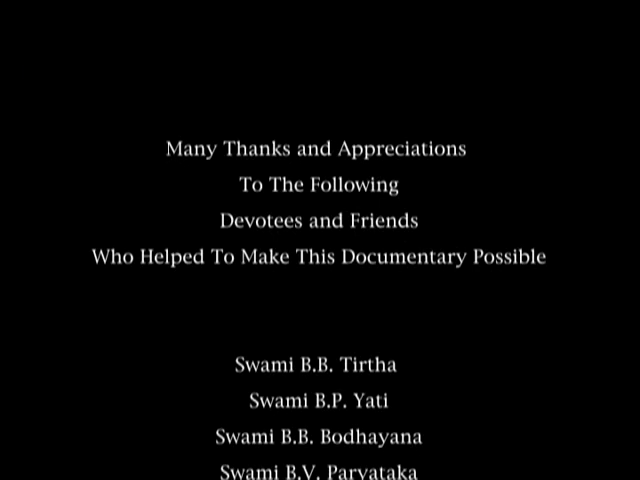 Many Thanks and Appreciations
To The Following
Devotees and Friends
Who Helped To Make This Documentary Possible
Swami B.B. Tirtha
Swami B.P. Yati
Swami B.B. Bodhayana
Swami B.V. Parvataka